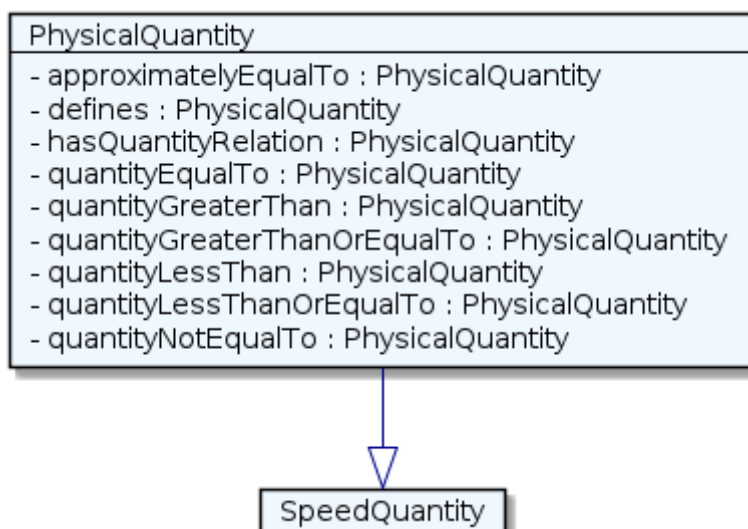 PhysicalQuantity
- approximatelyEqualTo : PhysicalQuantity
- defines : PhysicalQuantity
- hasQuantityRelation : PhysicalQuantity
- quantityEqualTo : PhysicalQuantity
- quantityGreaterThan : PhysicalQuantity
- quantityGreaterThanOrEqualTo : PhysicalQuantity
- quantityLessThan : PhysicalQuantity
- quantityLessThanOrEqualTo : PhysicalQuantity
- quantityNotEqualTo : PhysicalQuantity
SpeedQuantity